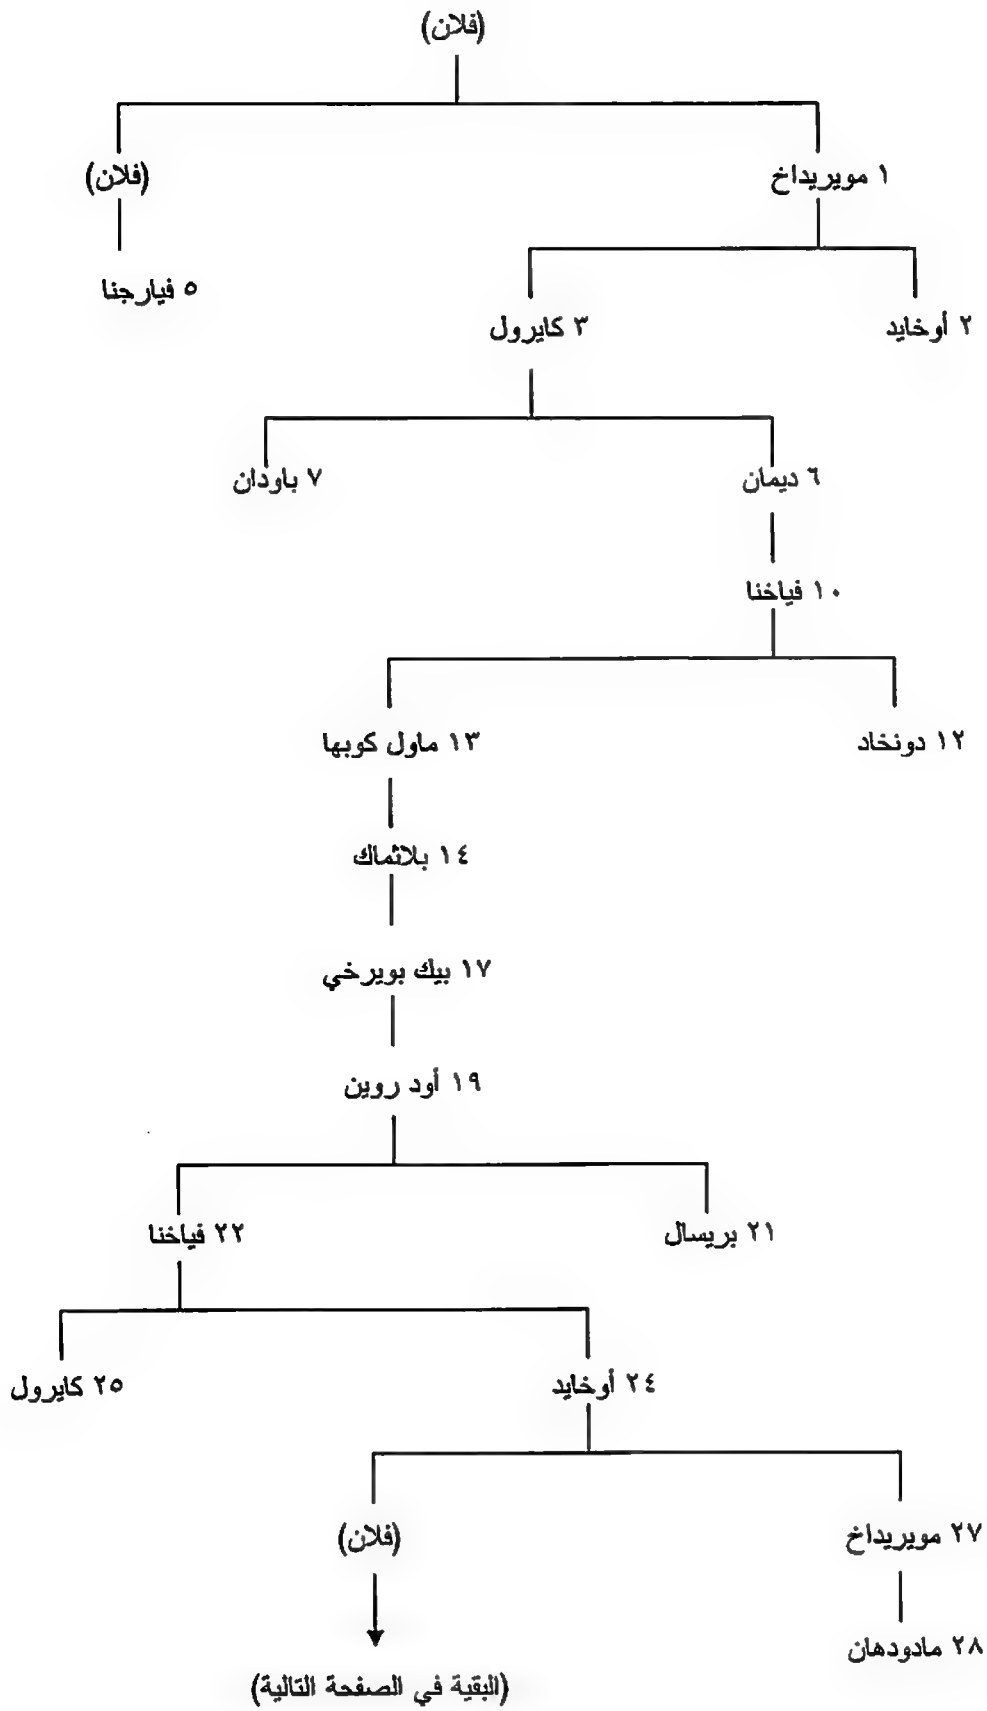 (فلان)
١ مويريداخ
(فلان)
٥ فيارجنا
٢ أوخايد
٣ كايرول
٦ ديمان
٧ باودان
١٠ فياخنا
١٢ دونخاد
١٣ ماول كوبها
١٤ بلاثماك
١٧ بيك بويرخي
١٩ أود روين
٢١ بريسال
٢٢ فياخنا
٢٤ أوخايد
٢٥ كايرول
٢٧ مويريداخ
(فلان)
٢٨ مادودهان
(البقية في الصفحة التالية)